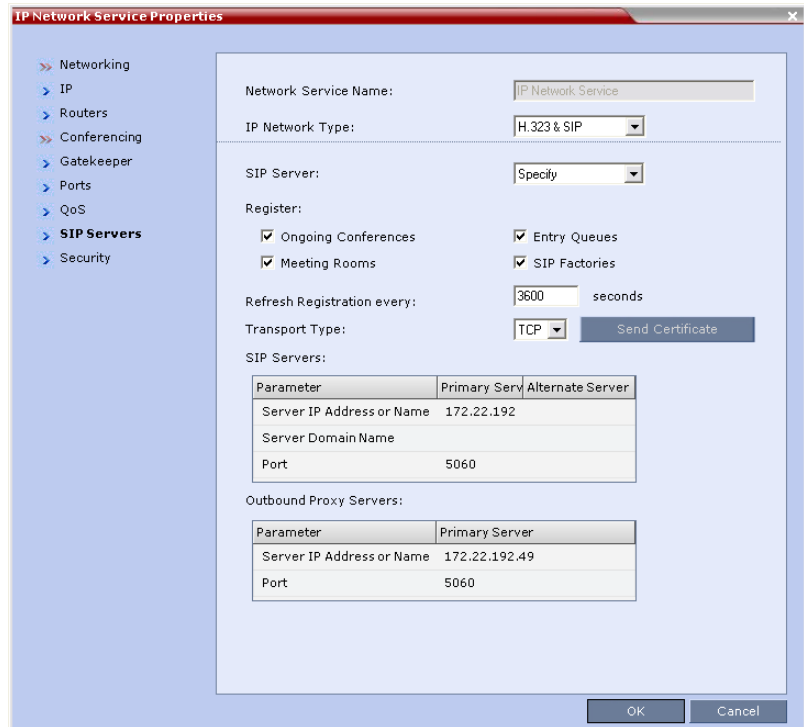 IP Network Service Properties
Networking
IP
Routers
Conferencing
Gatekeeper
Ports
QoS
SIP Servers
Security
Network Service Name: IP Network Service
IP Network Type: H.323 & SIP
SIP Server: Specify
Register:
Ongoing Conferences Entry Queues
Meeting Rooms SIP Factories
Refresh Registration every: 3600 seconds
Transport Type: TCP Send Certificate
SIP Servers:
Parameter Primary Serv Alternate Server
Server IP Address or Name 172.22.192
Server Domain Name
Port 5060
Outbound Proxy Servers:
Parameter Primary Server
Server IP Address or Name 172.22.192.49
Port 5060
OK Cancel